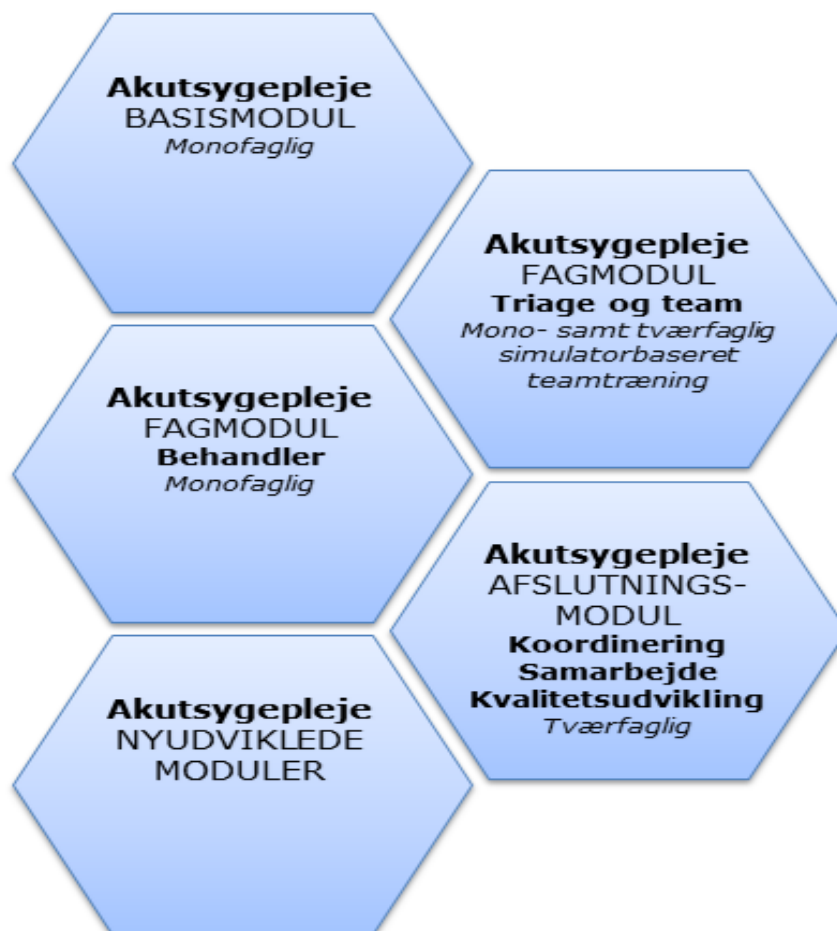 Akutsygepleje
BASISMODUL
Monofaglig
Akutsygepleje
FAGMODUL
Triage og team
Mono- samt tværfaglig
simulatorbaseret
teamtræning
Akutsygepleje
FAGMODUL
Behandler
Monofaglig
Akutsygepleje
AFSLUTNINGS-
MODUL
Koordinering
Samarbejde
Kvalitetsudvikling
Tværfaglig
Akutsygepleje
NYUDVIKLEDE
MODULER